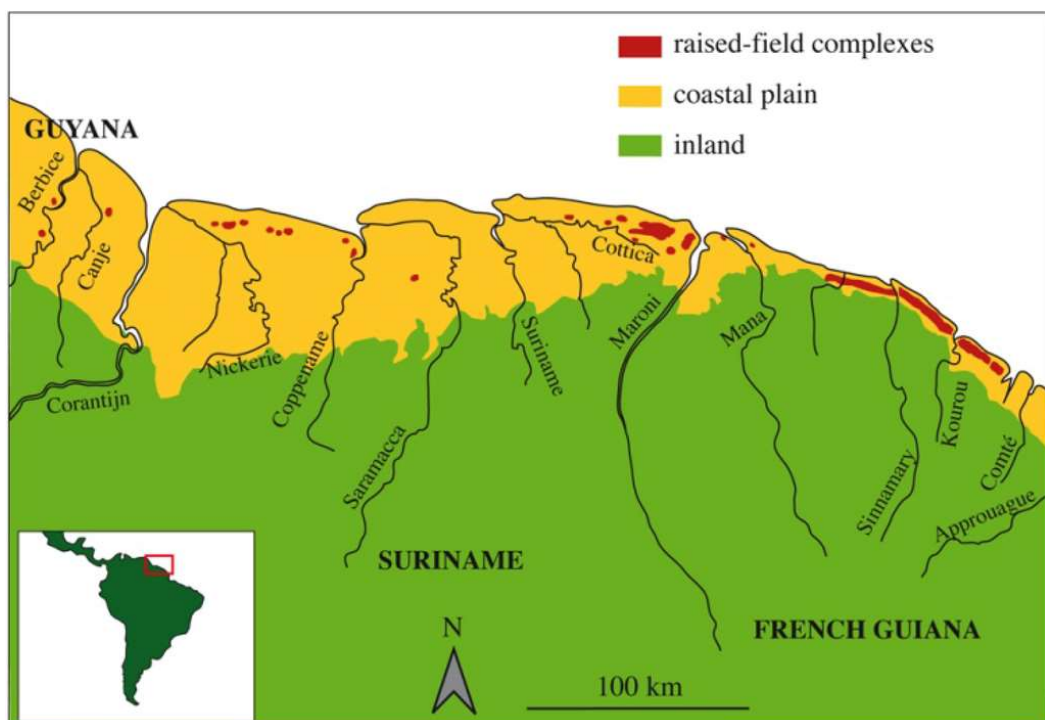 raised-field complexes
coastal plain
inland
GUYANA
Berbice
Canje
Corantijn
Nickerie
Coppename
Saramacca
Suriname
Cottica
Maroni
Mana
Sinnamary
Kourou
Comté
Approuague
SURINAME
FRENCH GUIANA
N
100 km